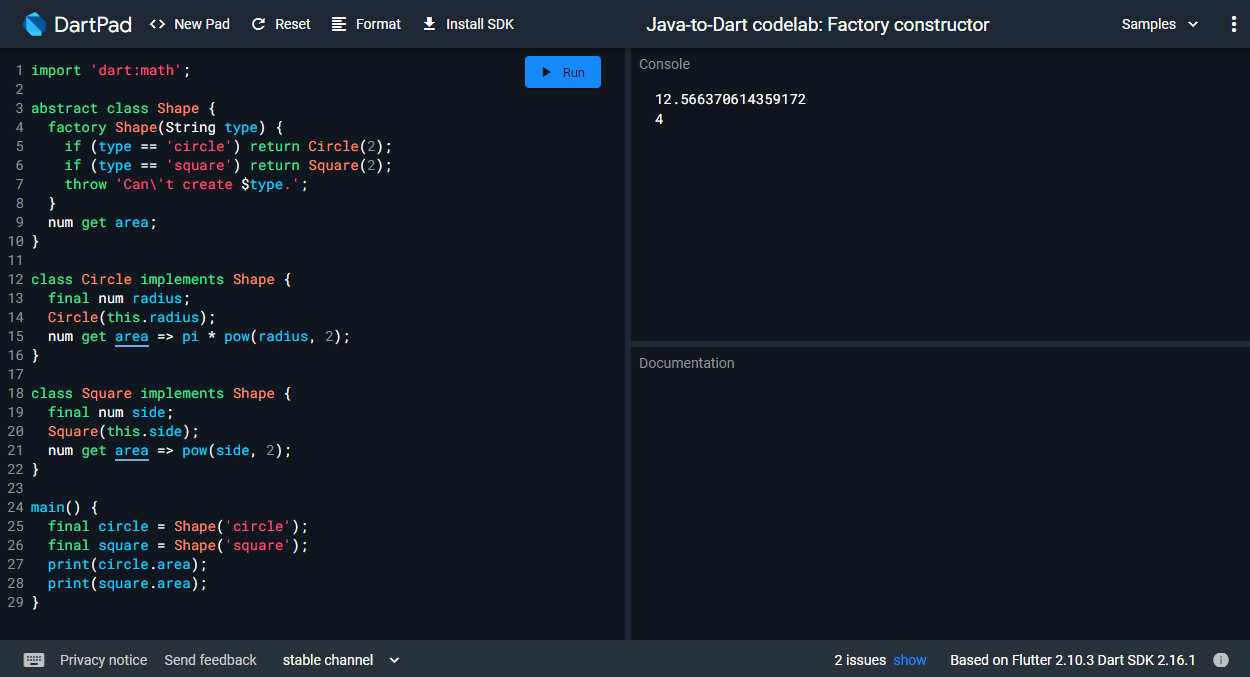 DartPad <> New Pad Reset Format Install SDK Java-to-Dart codelab: Factory constructor Samples
Run
1 import 'dart:math';
2
3 abstract class Shape {
4   factory Shape(String type) {
5     if (type == 'circle') return Circle(2);
6     if (type == 'square') return Square(2);
7     throw 'Can\'t create $type.';
8   }
9   num get area;
10 }
11
12 class Circle implements Shape {
13   final num radius;
14   Circle(this.radius);
15   num get area => pi * pow(radius, 2);
16 }
17
18 class Square implements Shape {
19   final num side;
20   Square(this.side);
21   num get area => pow(side, 2);
22 }
23
24 main() {
25   final circle = Shape('circle');
26   final square = Shape('square');
27   print(circle.area);
28   print(square.area);
29 }
Console
12.566370614359172
4
Documentation
Privacy notice Send feedback stable channel 2 issues show Based on Flutter 2.10.3 Dart SDK 2.16.1